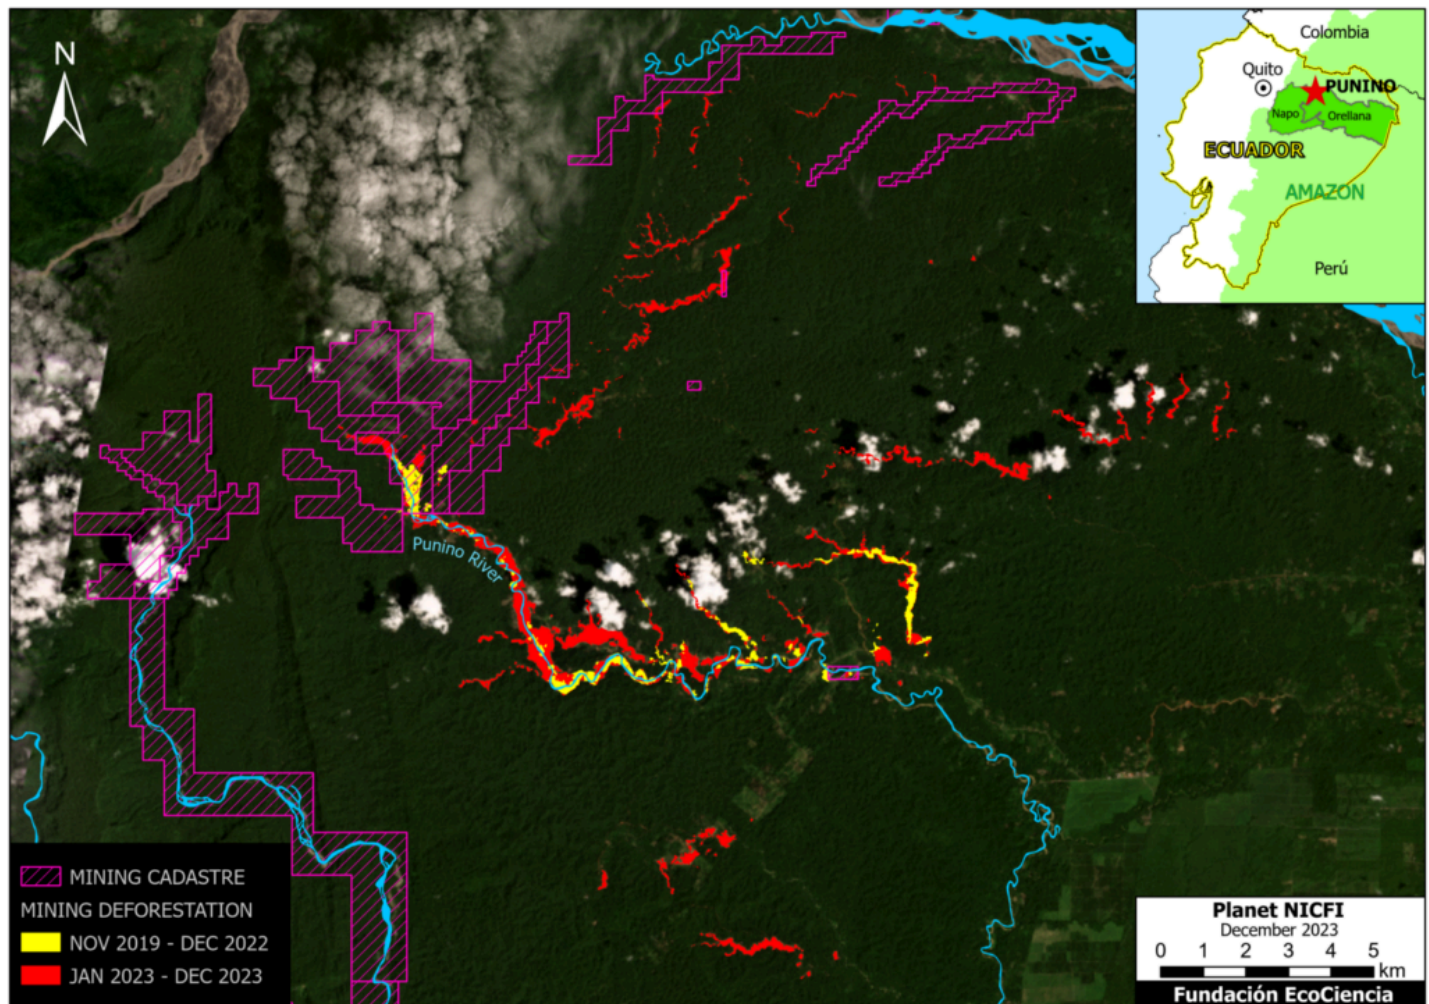 N
Colombia
Quito
PUNINO
Napo
Orellana
ECUADOR
AMAZON
Perú
Punino River
MINING CADASTRE
MINING DEFORESTATION
NOV 2019 - DEC 2022
JAN 2023 - DEC 2023
Planet NICFI
December 2023
0 1 2 3 4 5
km
Fundación EcoCiencia